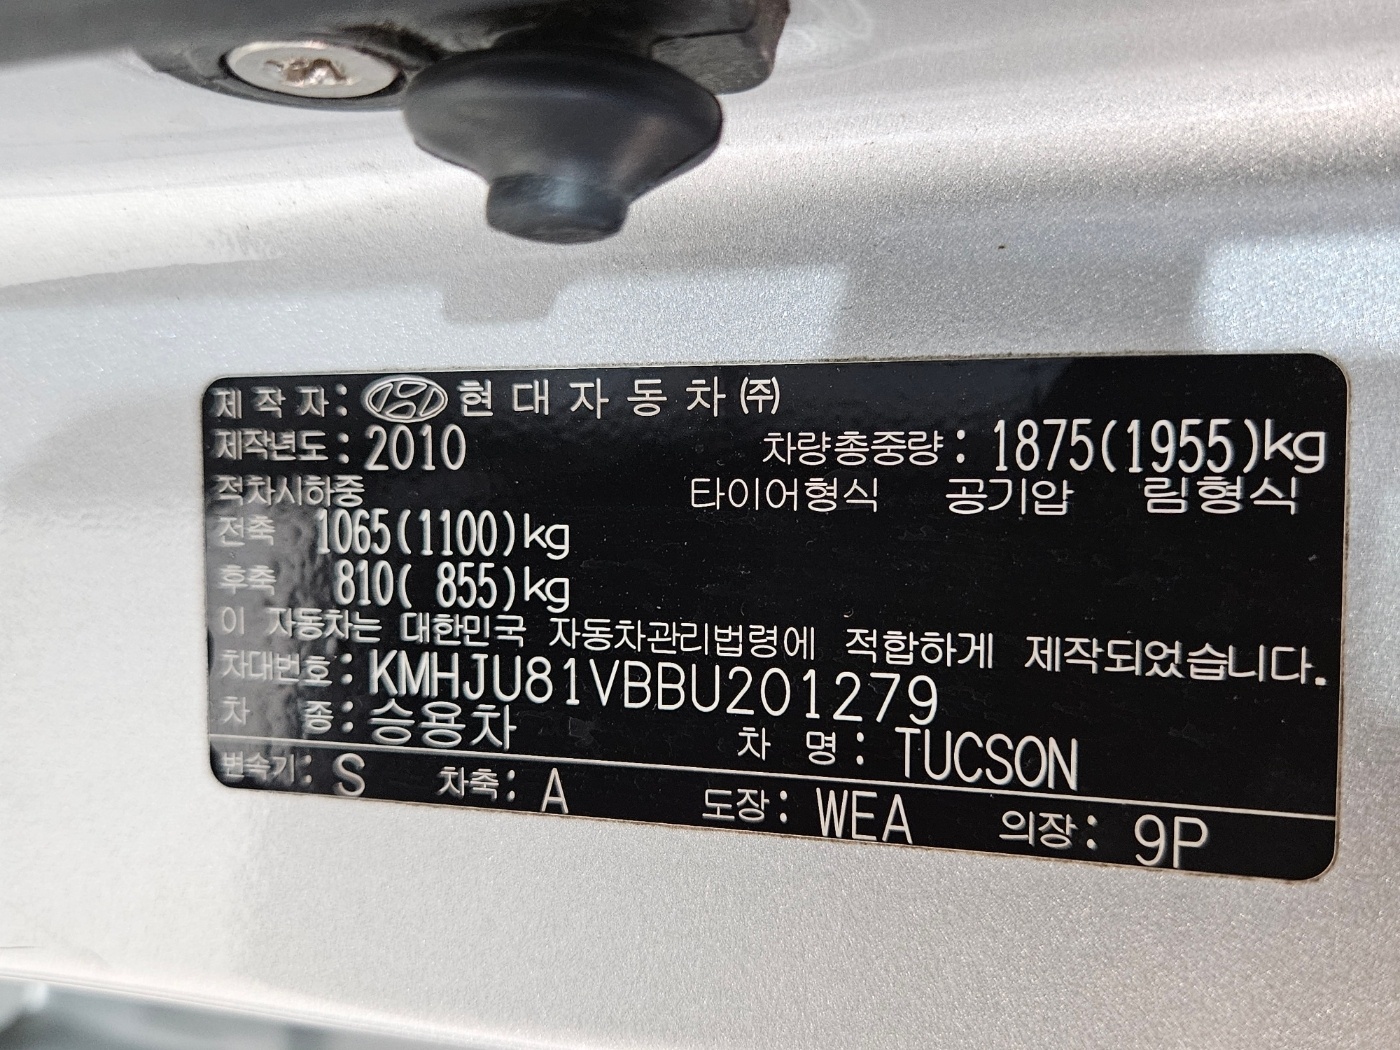 제작자: 현대자동차㈜
제작년도: 2010 차량총중량: 1875(1955)kg
적차시하중 타이어형식 공기압 림형식
전축 1065(1100)kg
후축 810( 855)kg
이 자동차는 대한민국 자동차관리법령에 적합하게 제작되었습니다.
차대번호: KMHJU81VBBU201279
차 종: 승용차 차 명: TUCSON
변속기: S 차축: A 도장: WEA 의장: 9P